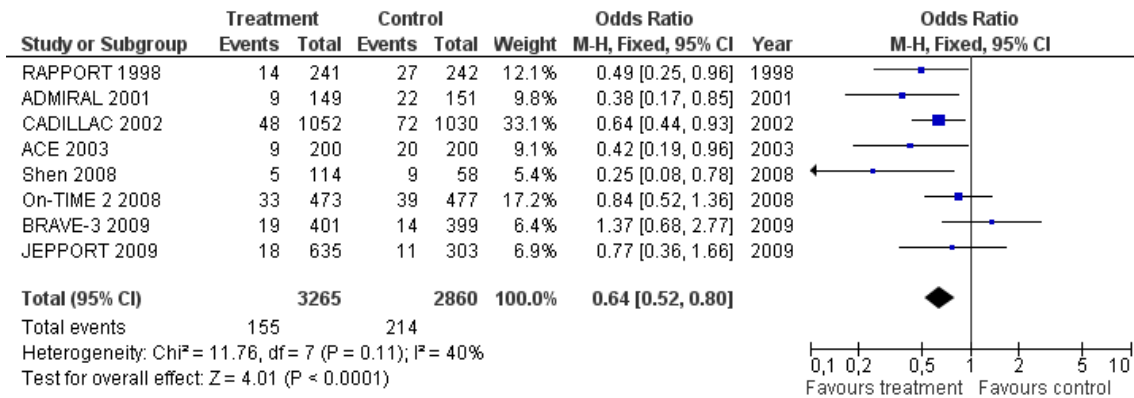 Treatment Control Odds Ratio Odds Ratio
Study or Subgroup Events Total Events Total Weight M-H, Fixed, 95% CI Year M-H, Fixed, 95% CI
RAPPORT 1998 14 241 27 242 12.1% 0.49 [0.25, 0.96] 1998
ADMIRAL 2001 9 149 22 151 9.8% 0.38 [0.17, 0.85] 2001
CADILLAC 2002 48 1052 72 1030 33.1% 0.64 [0.44, 0.93] 2002
ACE 2003 9 200 20 200 9.1% 0.42 [0.19, 0.96] 2003
Shen 2008 5 114 9 58 5.4% 0.25 [0.08, 0.78] 2008
On-TIME 2 2008 33 473 39 477 17.2% 0.84 [0.52, 1.36] 2008
BRAVE-3 2009 19 401 14 399 6.4% 1.37 [0.68, 2.77] 2009
JEPPORT 2009 18 635 11 303 6.9% 0.77 [0.36, 1.66] 2009
Total (95% CI) 3265 2860 100.0% 0.64 [0.52, 0.80]
Total events 155 214
Heterogeneity: Chi² = 11.76, df = 7 (P = 0.11); I² = 40%
Test for overall effect: Z = 4.01 (P < 0.0001)
0,1 0,2 0,5 1 2 5 10
Favours treatment Favours control